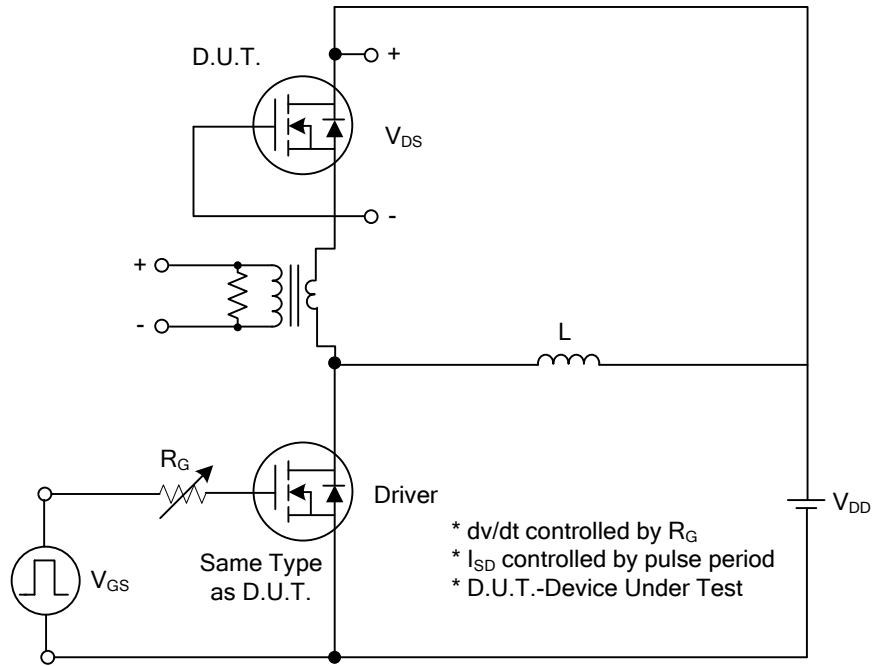 D.U.T.
+
V_DS
-
+
-
L
R_G
Driver
V_DD
* dv/dt controlled by R_G
* I_SD controlled by pulse period
* D.U.T.-Device Under Test
Same Type
as D.U.T.
V_GS